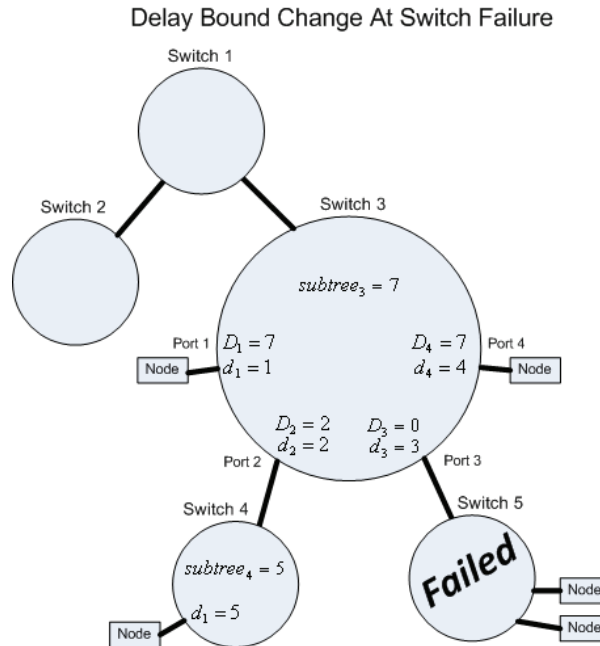 Delay Bound Change At Switch Failure
Switch 1
Switch 2
Switch 3
subtree₃ = 7
Port 1
D₁ = 7
d₁ = 1
Node
D₄ = 7
d₄ = 4
Port 4
Node
D₂ = 2
d₂ = 2
D₃ = 0
d₃ = 3
Port 2
Port 3
Switch 4
Switch 5
subtree₄ = 5
d₁ = 5
Node
Failed
Node
Node